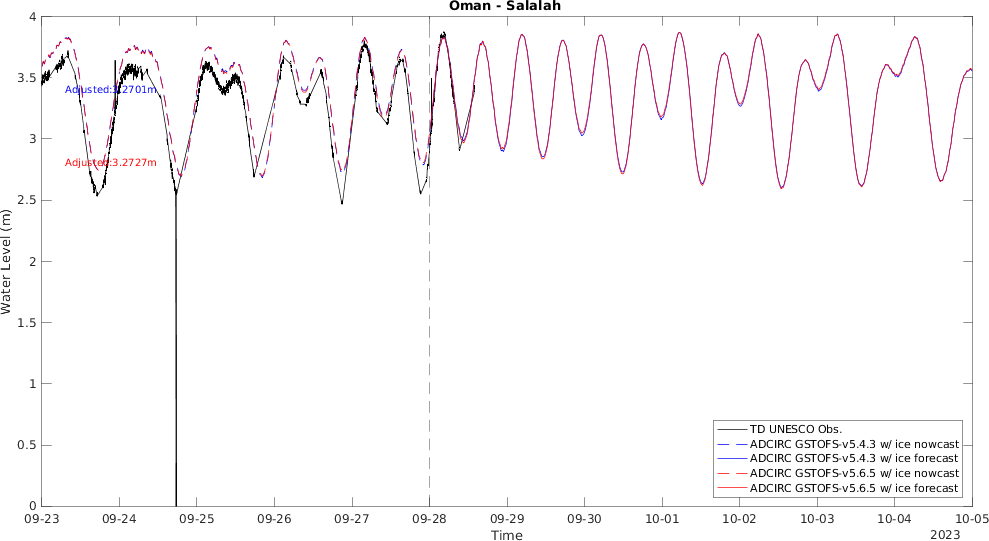 Oman - Salalah
4
3.5
3
2.5
2
1.5
1
0.5
0
Water Level (m)
Adjusted:3.2701m
Adjusted:3.2727m
TD UNESCO Obs.
ADCIRC GSTOFS-v5.4.3 w/ ice nowcast
ADCIRC GSTOFS-v5.4.3 w/ ice forecast
ADCIRC GSTOFS-v5.6.5 w/ ice nowcast
ADCIRC GSTOFS-v5.6.5 w/ ice forecast
09-23 09-24 09-25 09-26 09-27 09-28 09-29 09-30 10-01 10-02 10-03 10-04 10-05
Time
2023